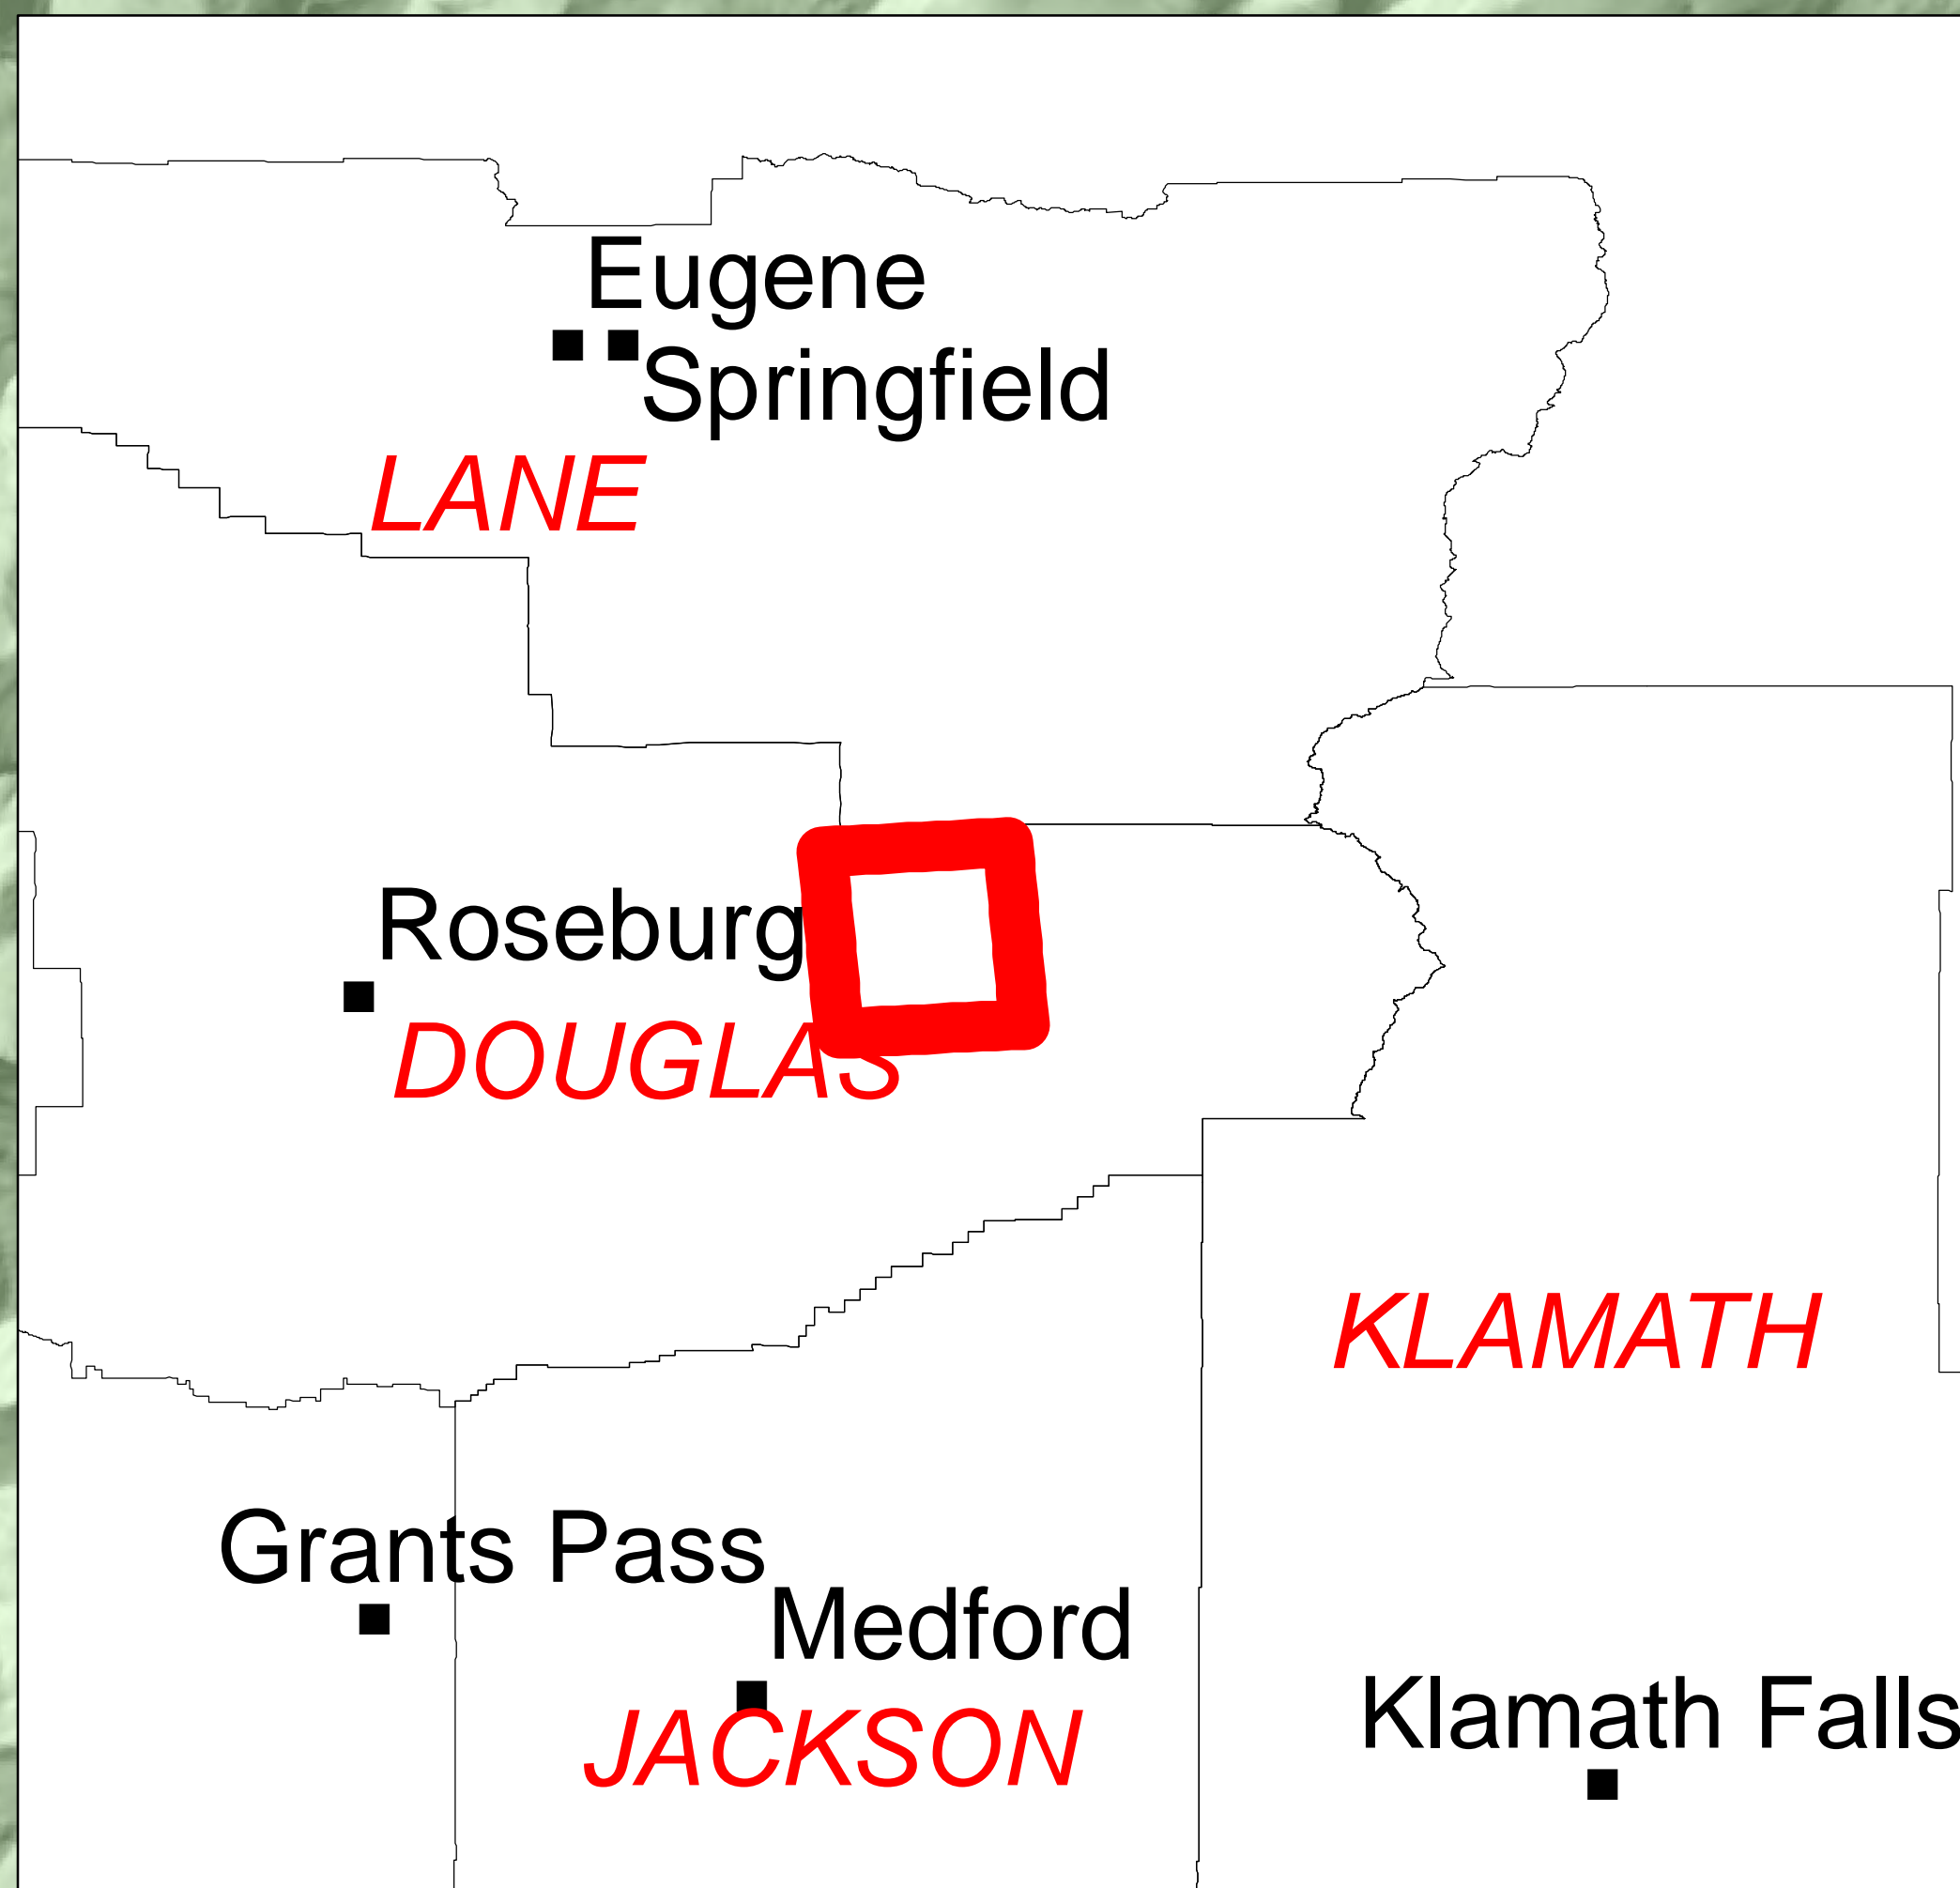 Eugene
Springfield
LANE
Roseburg
DOUGLAS
KLAMATH
Grants Pass
Medford
Klamath Falls
JACKSON